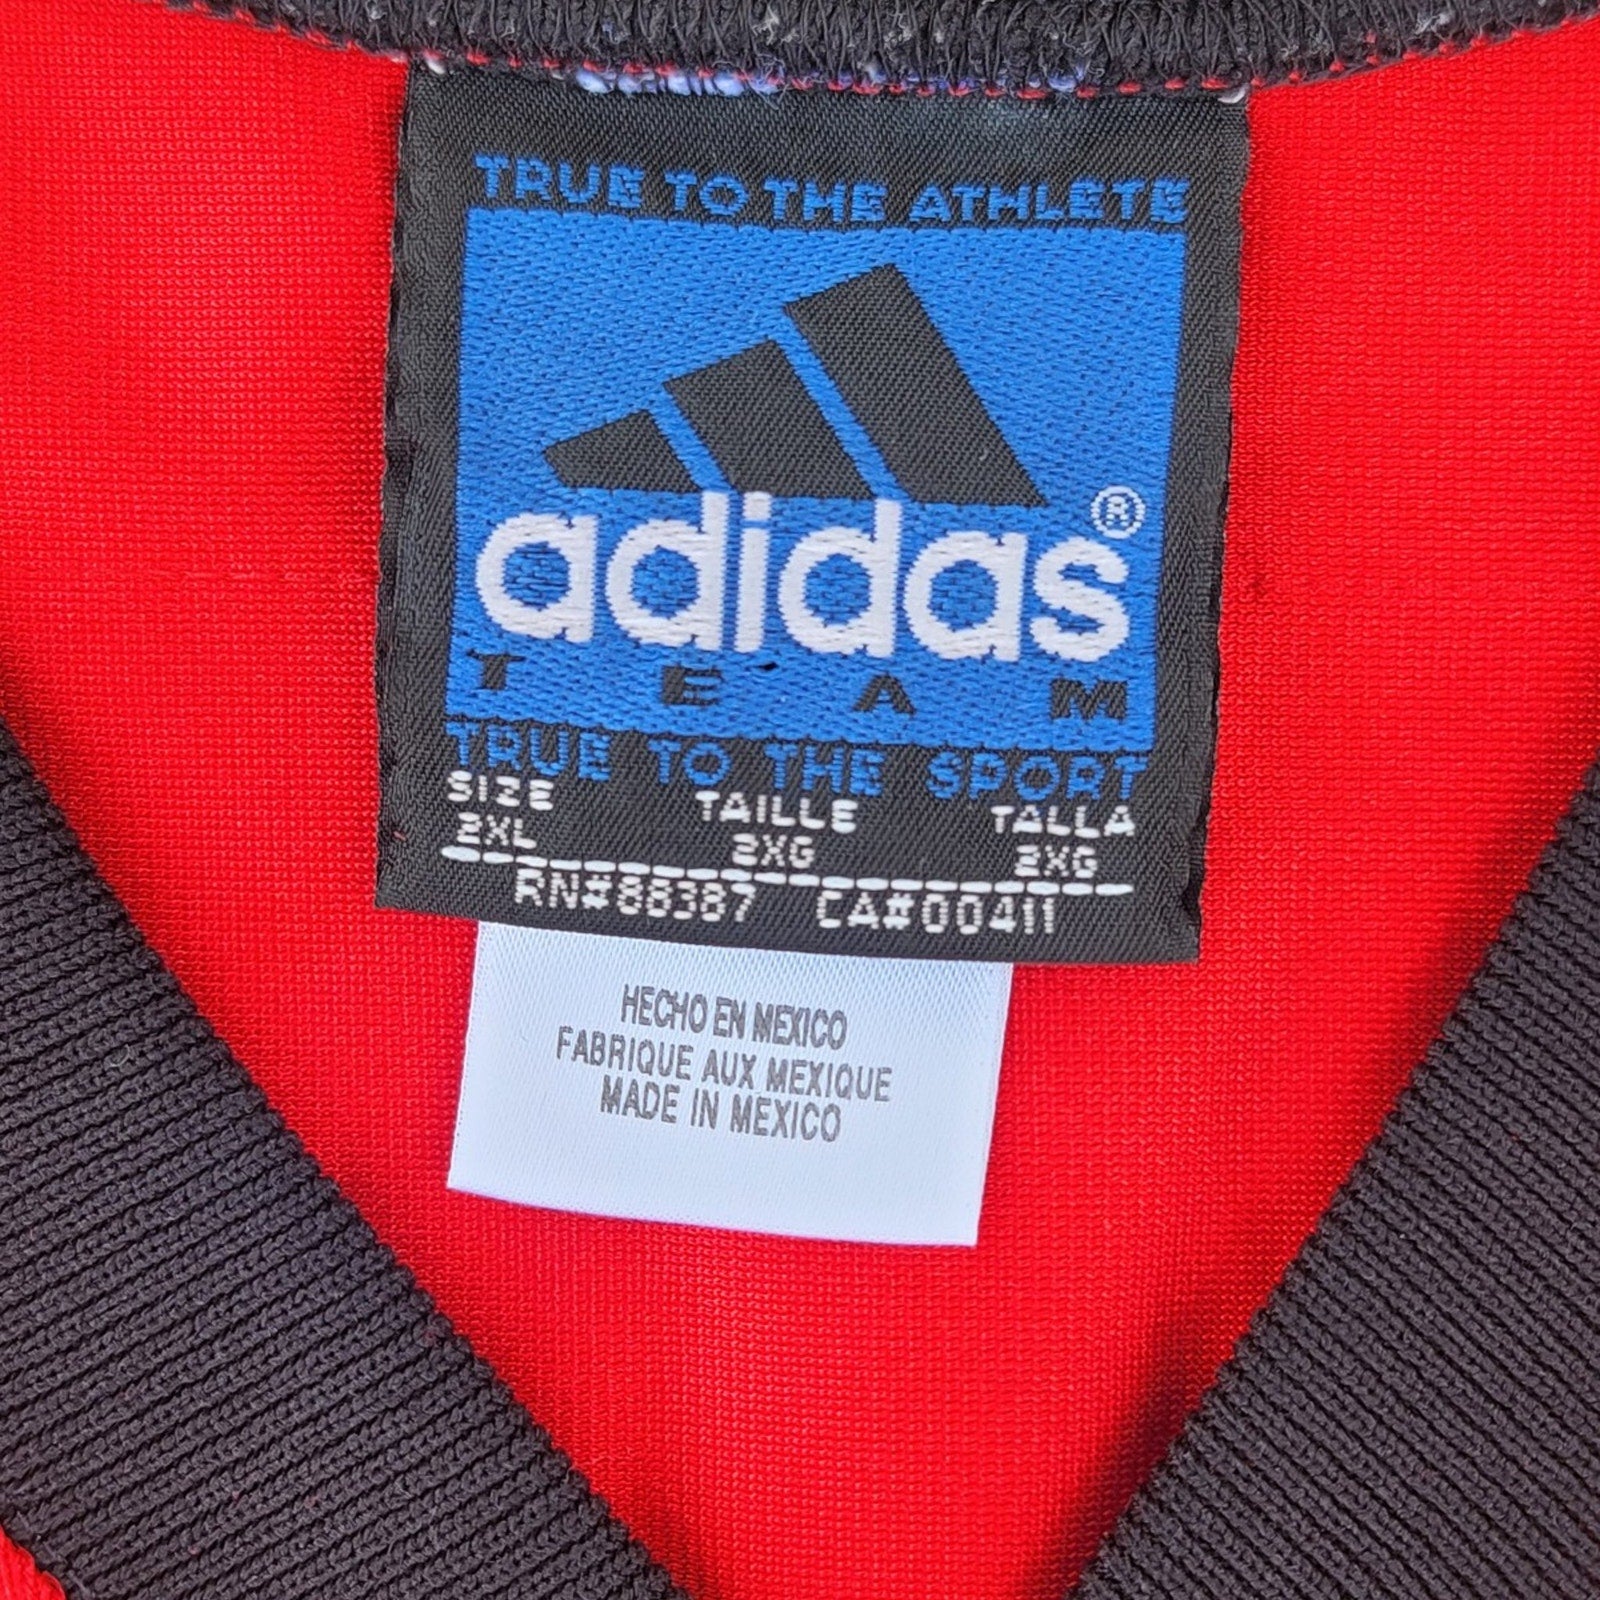 TRUE TO THE ATHLETE
adidas®
TEAM
TRUE TO THE SPORT
SIZE TAILLE TALLA
2XL 2XG 2XG
RN#88387 CA#00411
HECHO EN MEXICO
FABRIQUE AUX MEXIQUE
MADE IN MEXICO